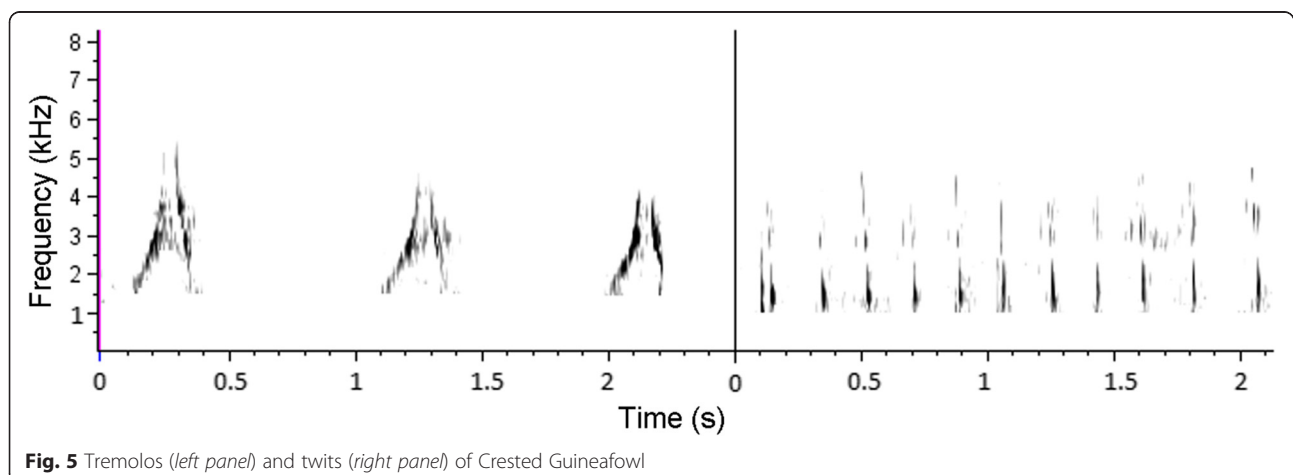 8
7
6
5
4
3
2
1
Frequency (kHz)
0 0.5 1 1.5 2 0 0.5 1 1.5 2
Time (s)
Fig. 5 Tremolos (left panel) and twits (right panel) of Crested Guineafowl